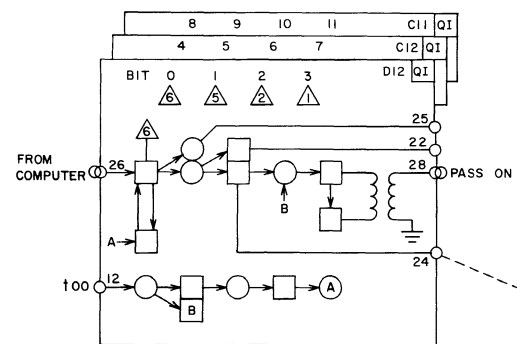 8 9 10 11 C11 QI
4 5 6 7 C12 QI
D12 QI
BIT 0 1 2 3
6 5 2 1
6
25
22
FROM
COMPUTER
26
28
PASS ON
B
A
24
t00
12
A
B